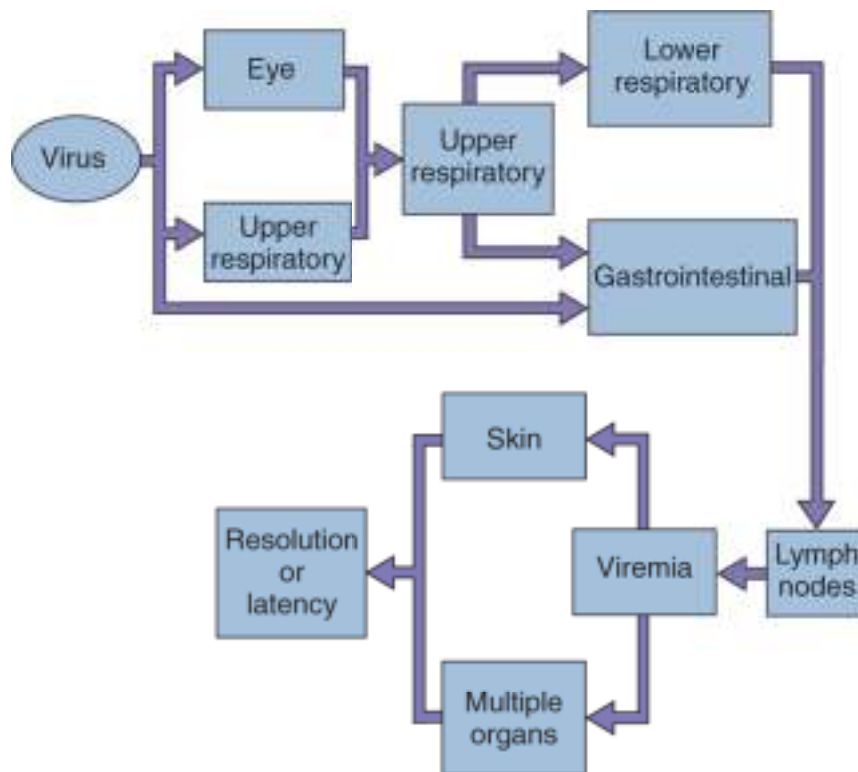 Eye
Lower
respiratory
Virus
Upper
respiratory
Upper
respiratory
Gastrointestinal
Skin
Resolution
or
latency
Viremia
Lymph
nodes
Multiple
organs